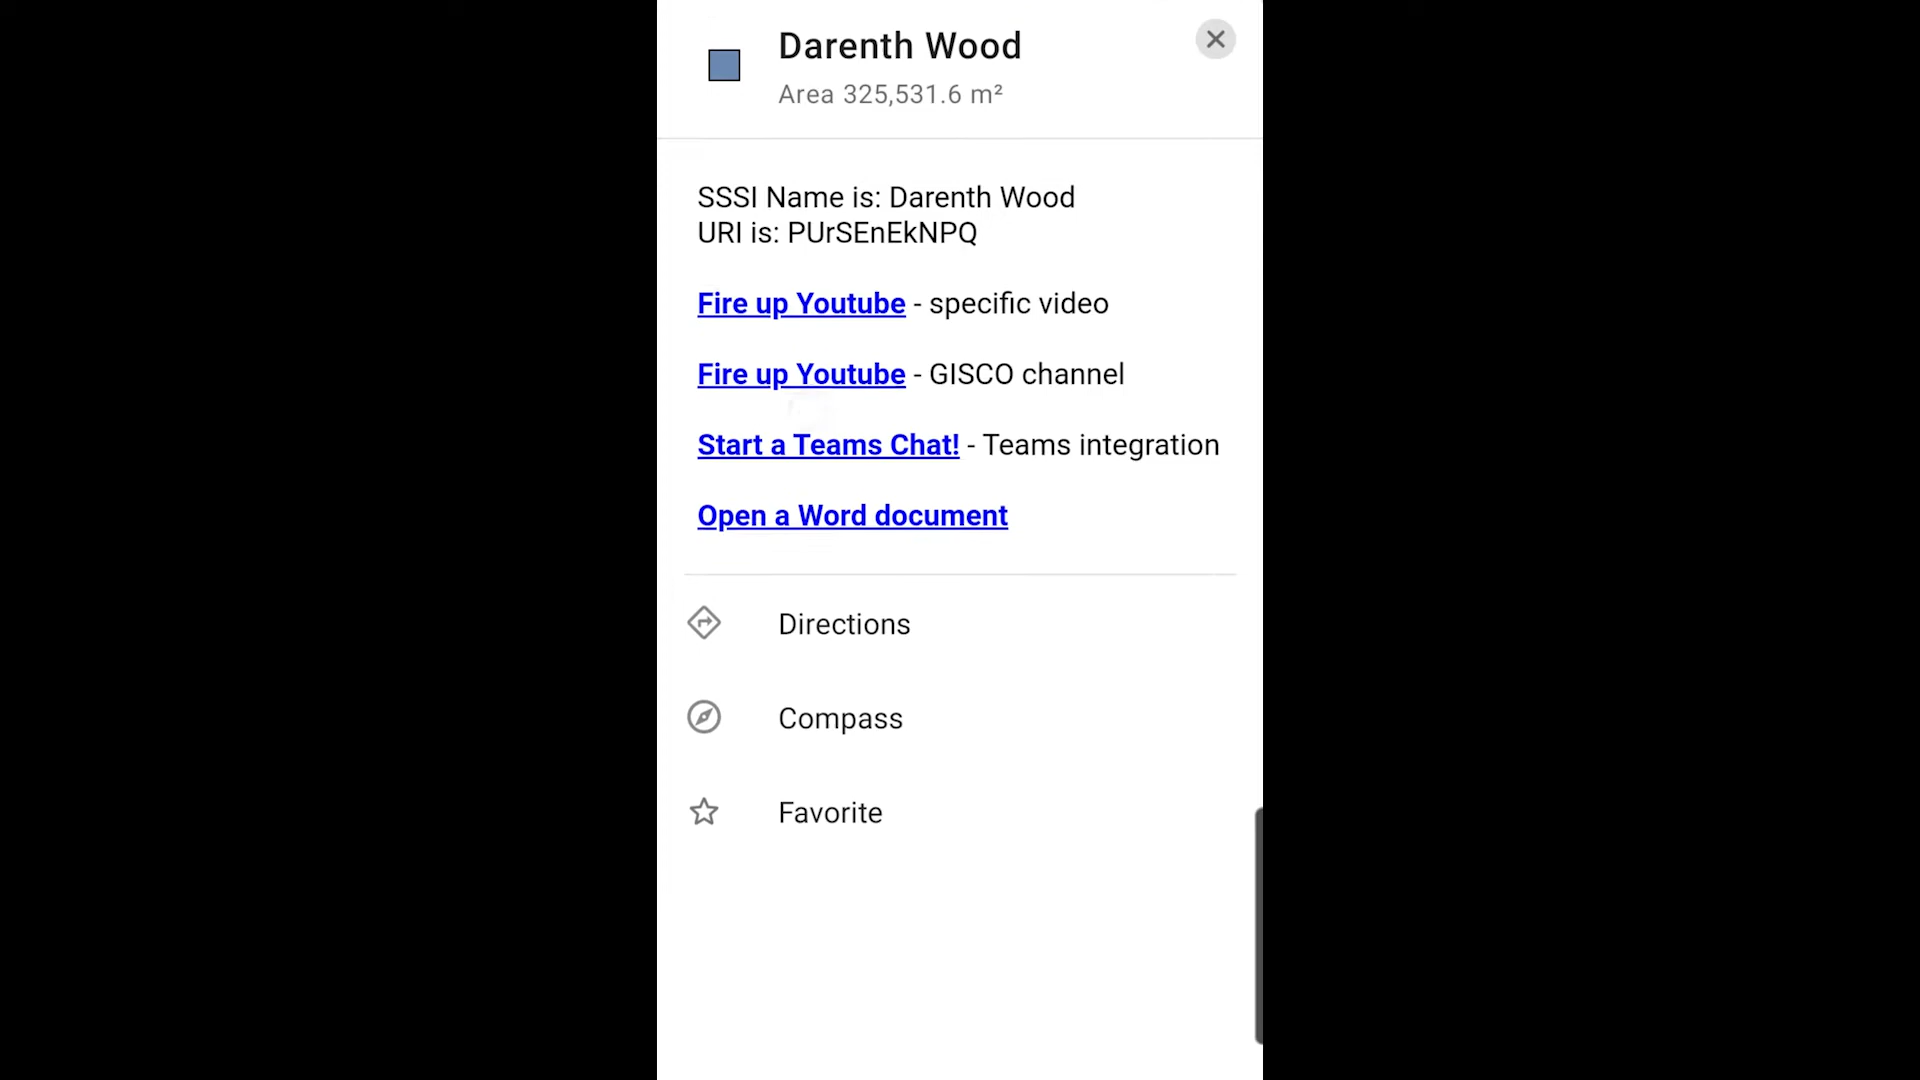 Darenth Wood
Area 325,531.6 m²
SSSI Name is: Darenth Wood
URI is: PUrSEnEkNPQ
Fire up Youtube - specific video
Fire up Youtube - GISCO channel
Start a Teams Chat! - Teams integration
Open a Word document
Directions
Compass
Favorite